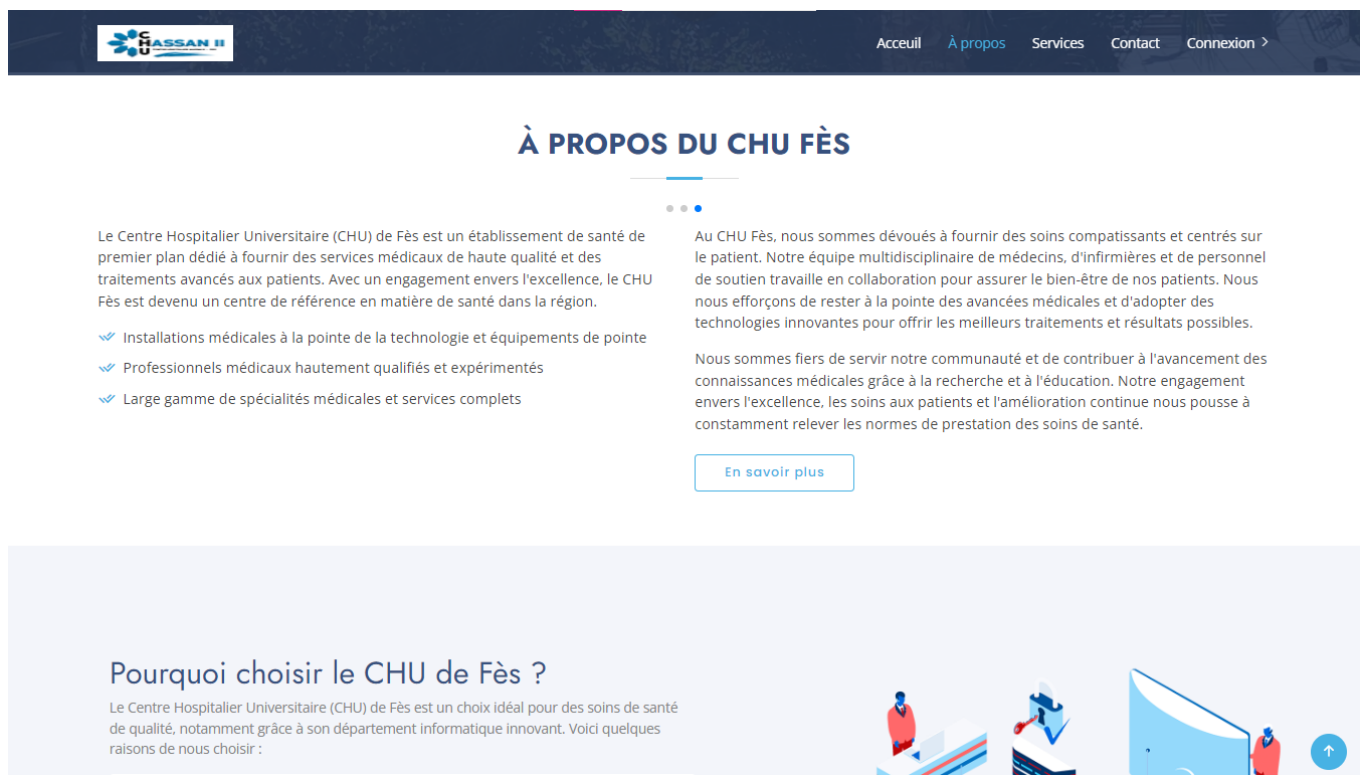 CHU
HASSAN II
Acceuil À propos Services Contact Connexion >
À PROPOS DU CHU FÈS
Le Centre Hospitalier Universitaire (CHU) de Fès est un établissement de santé de
premier plan dédié à fournir des services médicaux de haute qualité et des
traitements avancés aux patients. Avec un engagement envers l'excellence, le CHU
Fès est devenu un centre de référence en matière de santé dans la région.
Installations médicales à la pointe de la technologie et équipements de pointe
Professionnels médicaux hautement qualifiés et expérimentés
Large gamme de spécialités médicales et services complets
Au CHU Fès, nous sommes dévoués à fournir des soins compatissants et centrés sur
le patient. Notre équipe multidisciplinaire de médecins, d'infirmières et de personnel
de soutien travaille en collaboration pour assurer le bien-être de nos patients. Nous
nous efforçons de rester à la pointe des avancées médicales et d'adopter des
technologies innovantes pour offrir les meilleurs traitements et résultats possibles.
Nous sommes fiers de servir notre communauté et de contribuer à l'avancement des
connaissances médicales grâce à la recherche et à l'éducation. Notre engagement
envers l'excellence, les soins aux patients et l'amélioration continue nous pousse à
constamment relever les normes de prestation des soins de santé.
En savoir plus
Pourquoi choisir le CHU de Fès ?
Le Centre Hospitalier Universitaire (CHU) de Fès est un choix idéal pour des soins de santé
de qualité, notamment grâce à son département informatique innovant. Voici quelques
raisons de nous choisir :